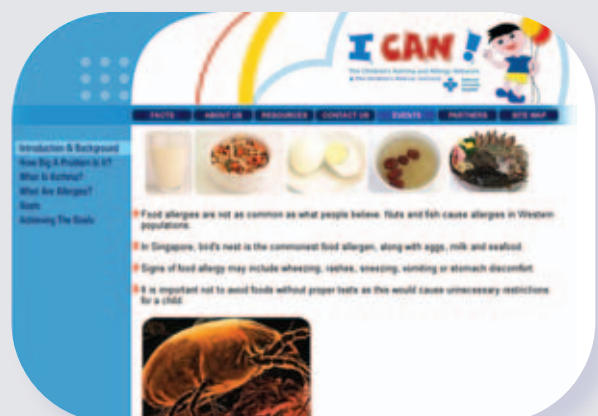 I CAN!
The Children's Asthma and Allergy Network
FACTS
ABOUT US
RESOURCES
CONTACT US
EVENTS
PARTNERS
SITE MAP
Introduction & Background
How Big A Problem Is It?
What Is Asthma?
What Are Allergies?
Goals
Achieving The Goals
Food allergies are not as common as what people believe. Nuts and fish cause allergies in Western
populations.
In Singapore, bird's nest is the commonest food allergen, along with eggs, milk and seafood.
Signs of food allergy may include wheezing, rashes, sneezing, vomiting or stomach discomfort
It is important not to avoid foods without proper tests as this would cause unnecessary restrictions
for a child.